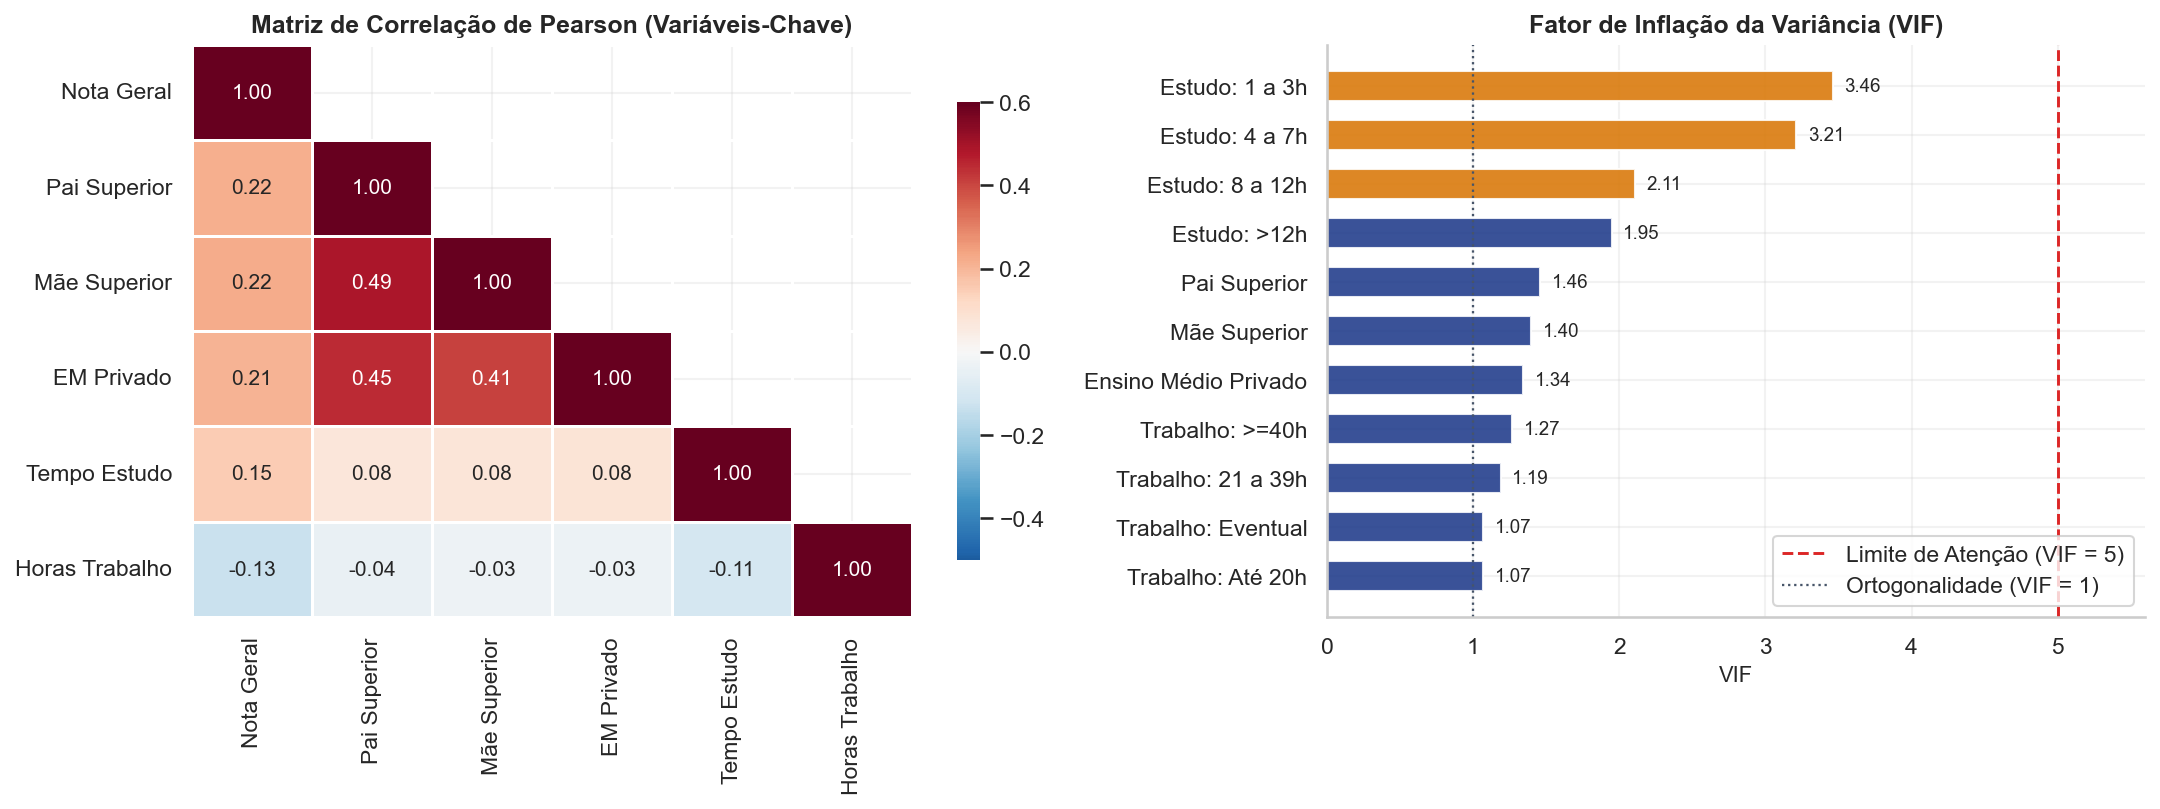 Matriz de Correlação de Pearson (Variáveis-Chave)
Nota Geral
1.00
Pai Superior
0.22
1.00
Mãe Superior
0.22
0.49
1.00
EM Privado
0.21
0.45
0.41
1.00
Tempo Estudo
0.15
0.08
0.08
0.08
1.00
Horas Trabalho
-0.13
-0.04
-0.03
-0.03
-0.11
1.00
Nota Geral
Pai Superior
Mãe Superior
EM Privado
Tempo Estudo
Horas Trabalho
0.6
0.4
0.2
0.0
−0.2
−0.4
Fator de Inflação da Variância (VIF)
Estudo: 1 a 3h
3.46
Estudo: 4 a 7h
3.21
Estudo: 8 a 12h
2.11
Estudo: >12h
1.95
Pai Superior
1.46
Mãe Superior
1.40
Ensino Médio Privado
1.34
Trabalho: >=40h
1.27
Trabalho: 21 a 39h
1.19
Trabalho: Eventual
1.07
Trabalho: Até 20h
1.07
Limite de Atenção (VIF = 5)
Ortogonalidade (VIF = 1)
0
1
2
3
4
5
VIF